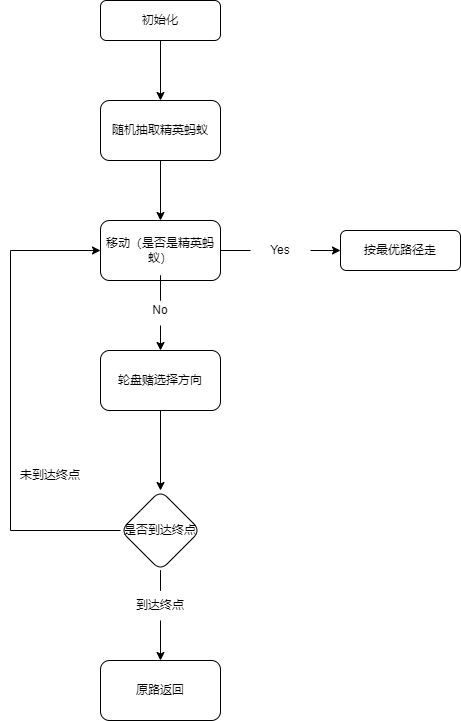 初始化
随机抽取精英蚂蚁
移动（是否是精英蚂
蚁）
Yes
按最优路径走
No
轮盘赌选择方向
未到达终点
是否到达终点
到达终点
原路返回